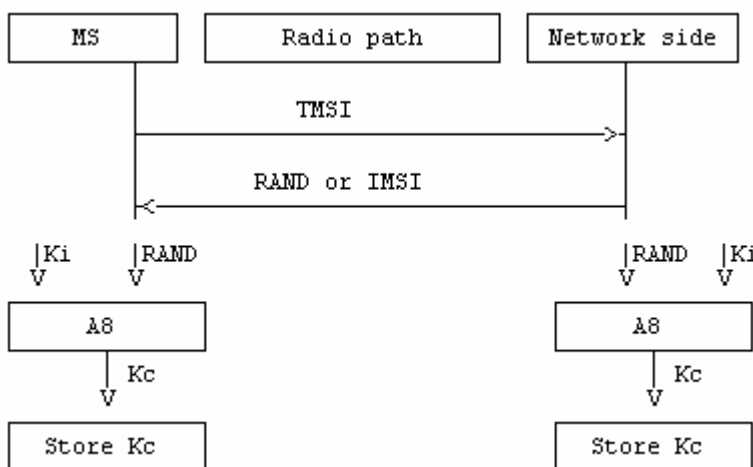 MS Radio path Network side
TMSI
RAND or IMSI
Ki RAND RAND Ki
A8 A8
Kc Kc
Store Kc Store Kc